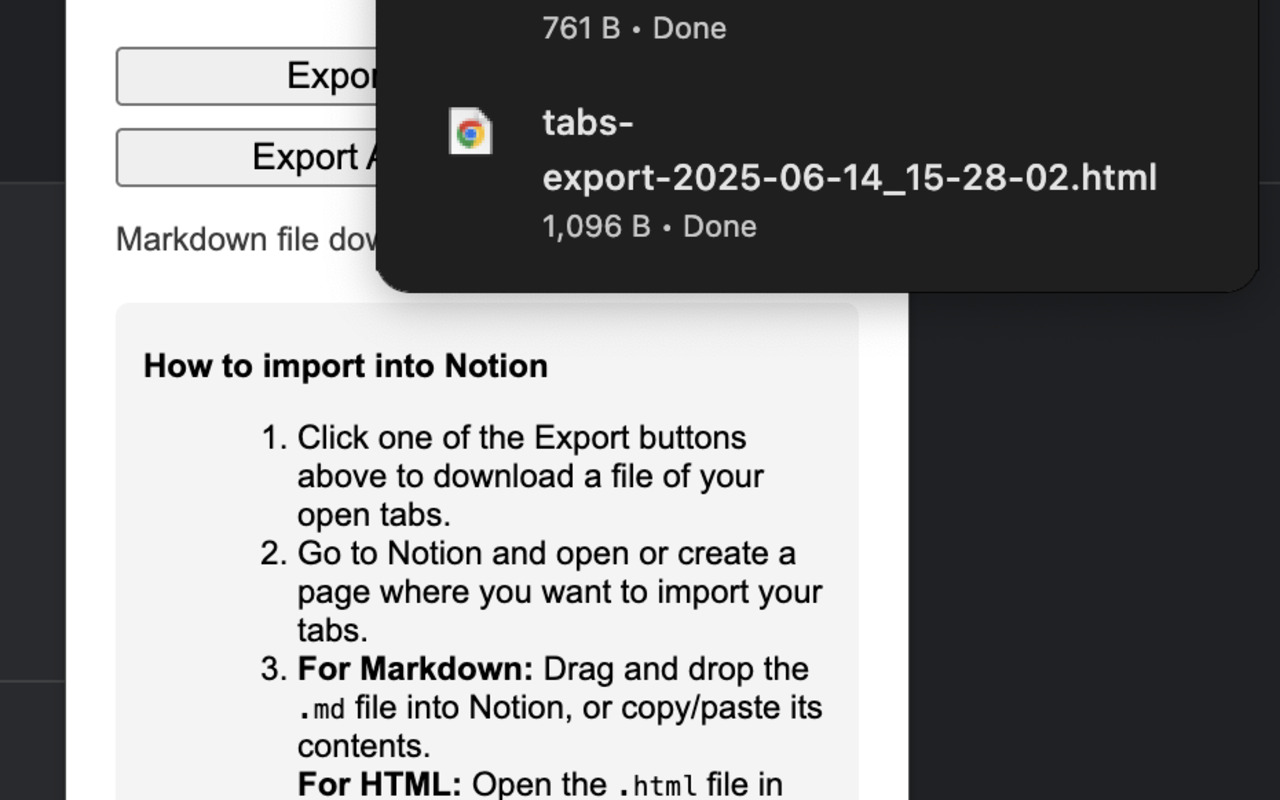 761 B • Done
Expor
tabs-
export-2025-06-14_15-28-02.html
Export
1,096 B • Done
Markdown file dow
How to import into Notion
1. Click one of the Export buttons
above to download a file of your
open tabs.
2. Go to Notion and open or create a
page where you want to import your
tabs.
3. For Markdown: Drag and drop the
.md file into Notion, or copy/paste its
contents.
For HTML: Open the .html file in